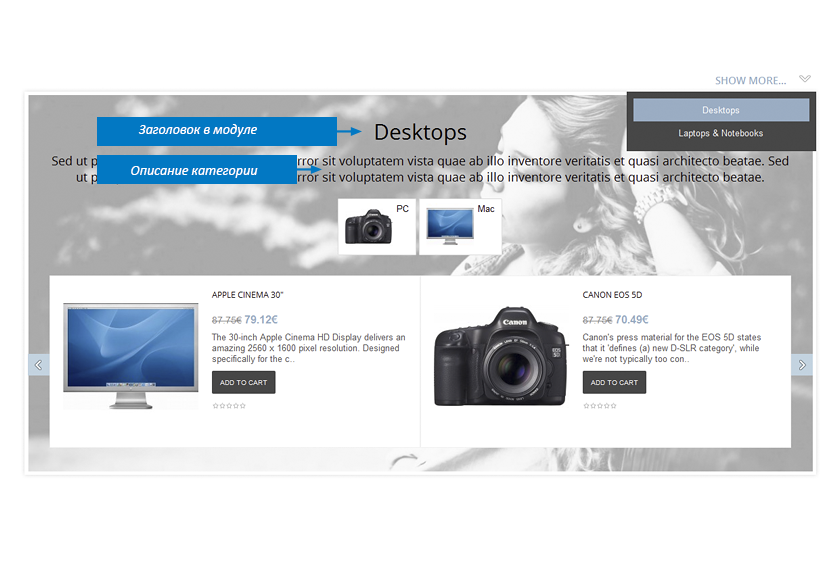 SHOW MORE...
Desktops
Laptops & Notebooks
Заголовок в модуле
Desktops
Sed ut p rror sit voluptatem vista quae ab illo inventore veritatis et quasi architecto beatae. Sed
Описание категории
ut p rror sit voluptatem vista quae ab illo inventore veritatis et quasi architecto beatae.
PC
Mac
APPLE CINEMA 30"
87.75€ 79.12€
The 30-inch Apple Cinema HD Display delivers an
amazing 2560 x 1600 pixel resolution. Designed
specifically for the c..
ADD TO CART
CANON EOS 5D
87.75€ 70.49€
Canon's press material for the EOS 5D states
that it 'defines (a) new D-SLR category', while
we're not typically too con..
ADD TO CART
Canon